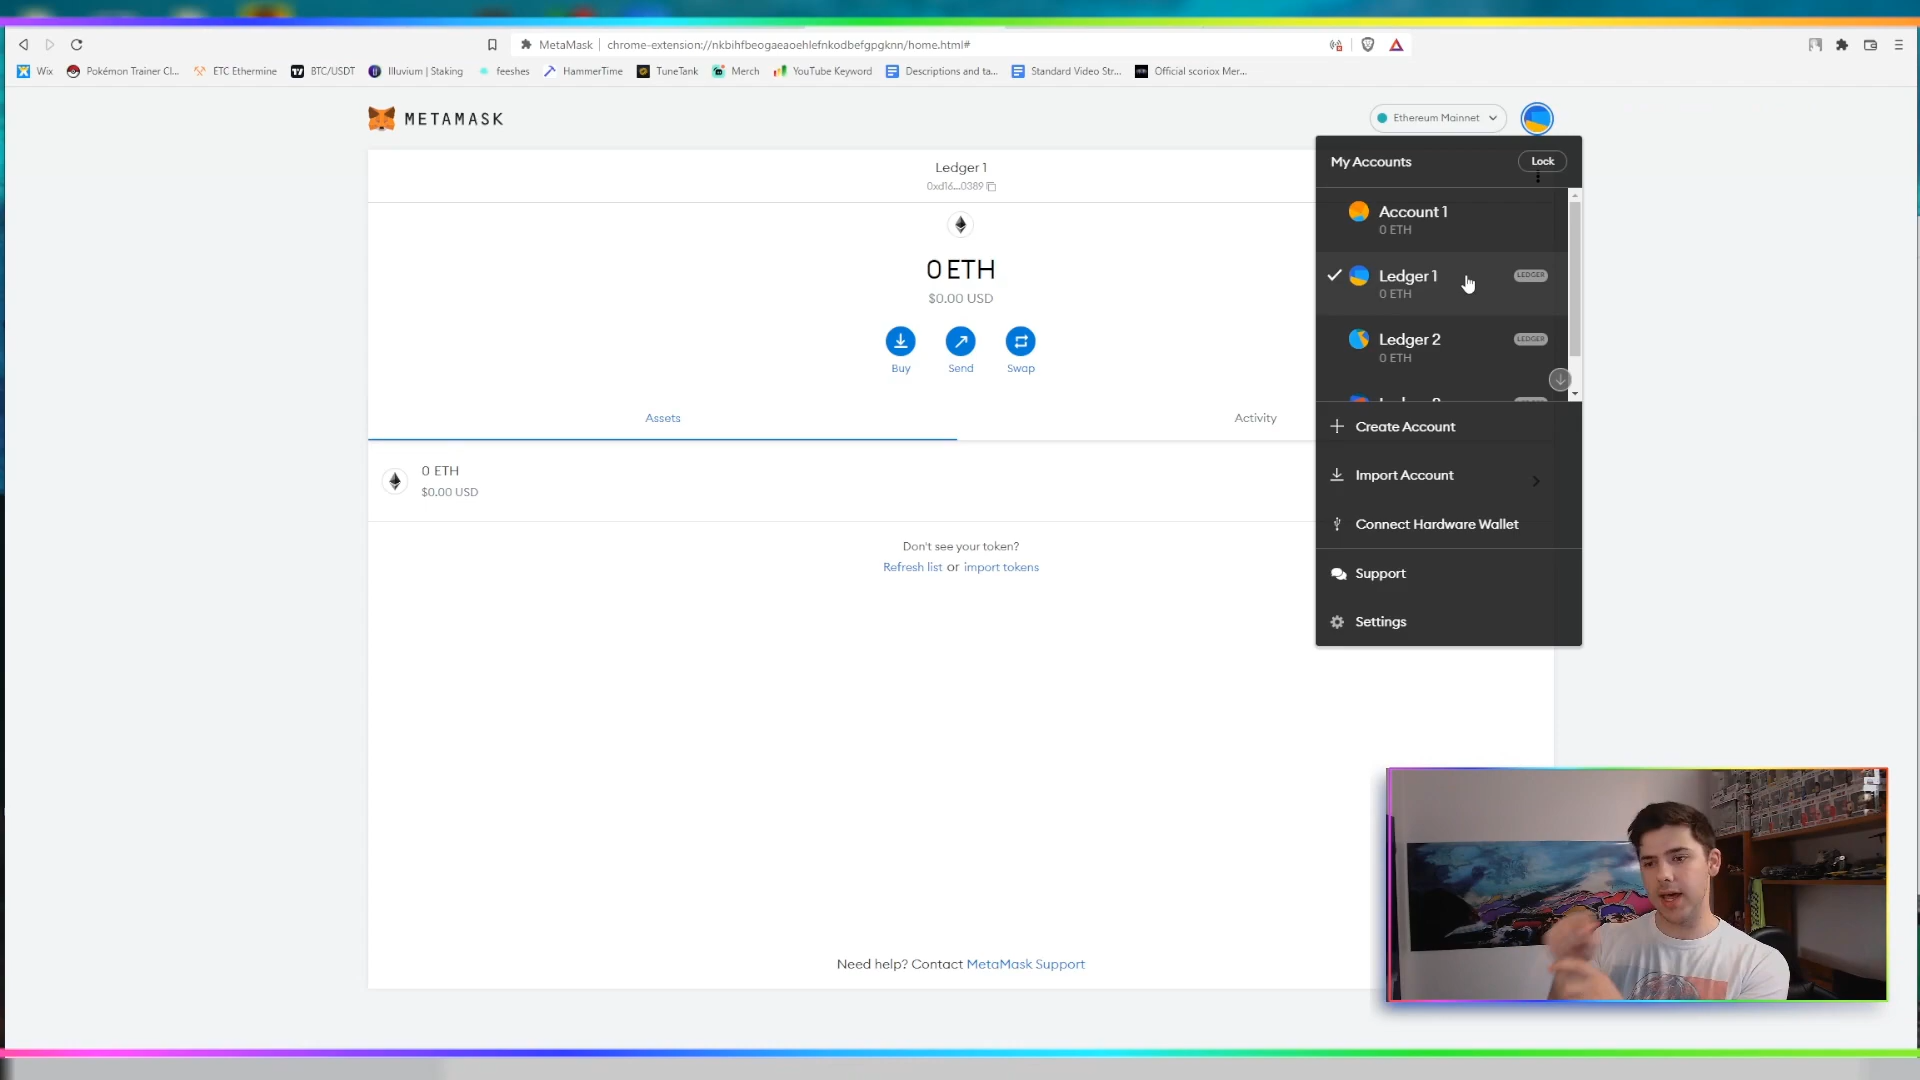 MetaMask
chrome-extension://nkbihfbeogaeaoehlefnkodbefgpgknn/home.html#
Wix
Pokémon Trainer Cl...
ETC Ethermine
BTC/USDT
Illuvium | Staking
feeshes
HammerTime
TuneTank
Merch
YouTube Keyword
Descriptions and ta...
Standard Video Str...
Official scoriox Mer...
METAMASK
Ethereum Mainnet
Ledger 1
0xd16...0389
0 ETH
$0.00 USD
Buy
Send
Swap
Assets
Activity
0 ETH
$0.00 USD
Don't see your token?
Refresh list or import tokens
Need help? Contact MetaMask Support
My Accounts
Lock
Account 1
0 ETH
Ledger 1
LEDGER
0 ETH
Ledger 2
LEDGER
0 ETH
Create Account
Import Account
Connect Hardware Wallet
Support
Settings